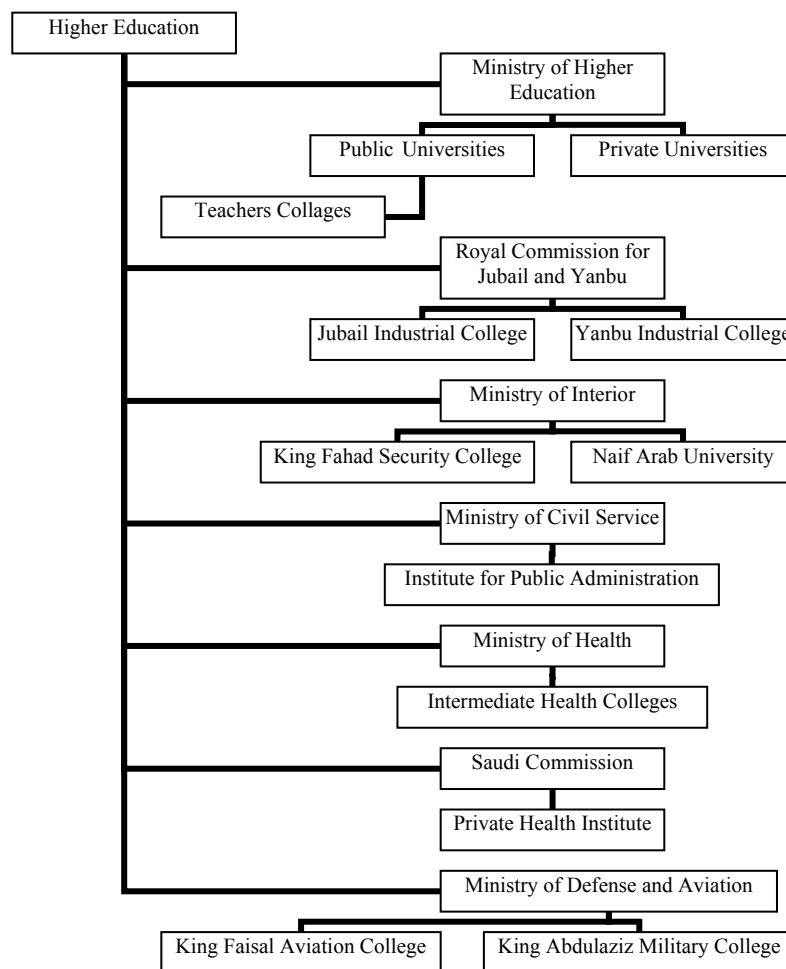 Higher Education
Ministry of Higher
Education
Public Universities
Private Universities
Teachers Collages
Royal Commission for
Jubail and Yanbu
Jubail Industrial College
Yanbu Industrial College
Ministry of Interior
King Fahad Security College
Naif Arab University
Ministry of Civil Service
Institute for Public Administration
Ministry of Health
Intermediate Health Colleges
Saudi Commission
Private Health Institute
Ministry of Defense and Aviation
King Faisal Aviation College
King Abdulaziz Military College